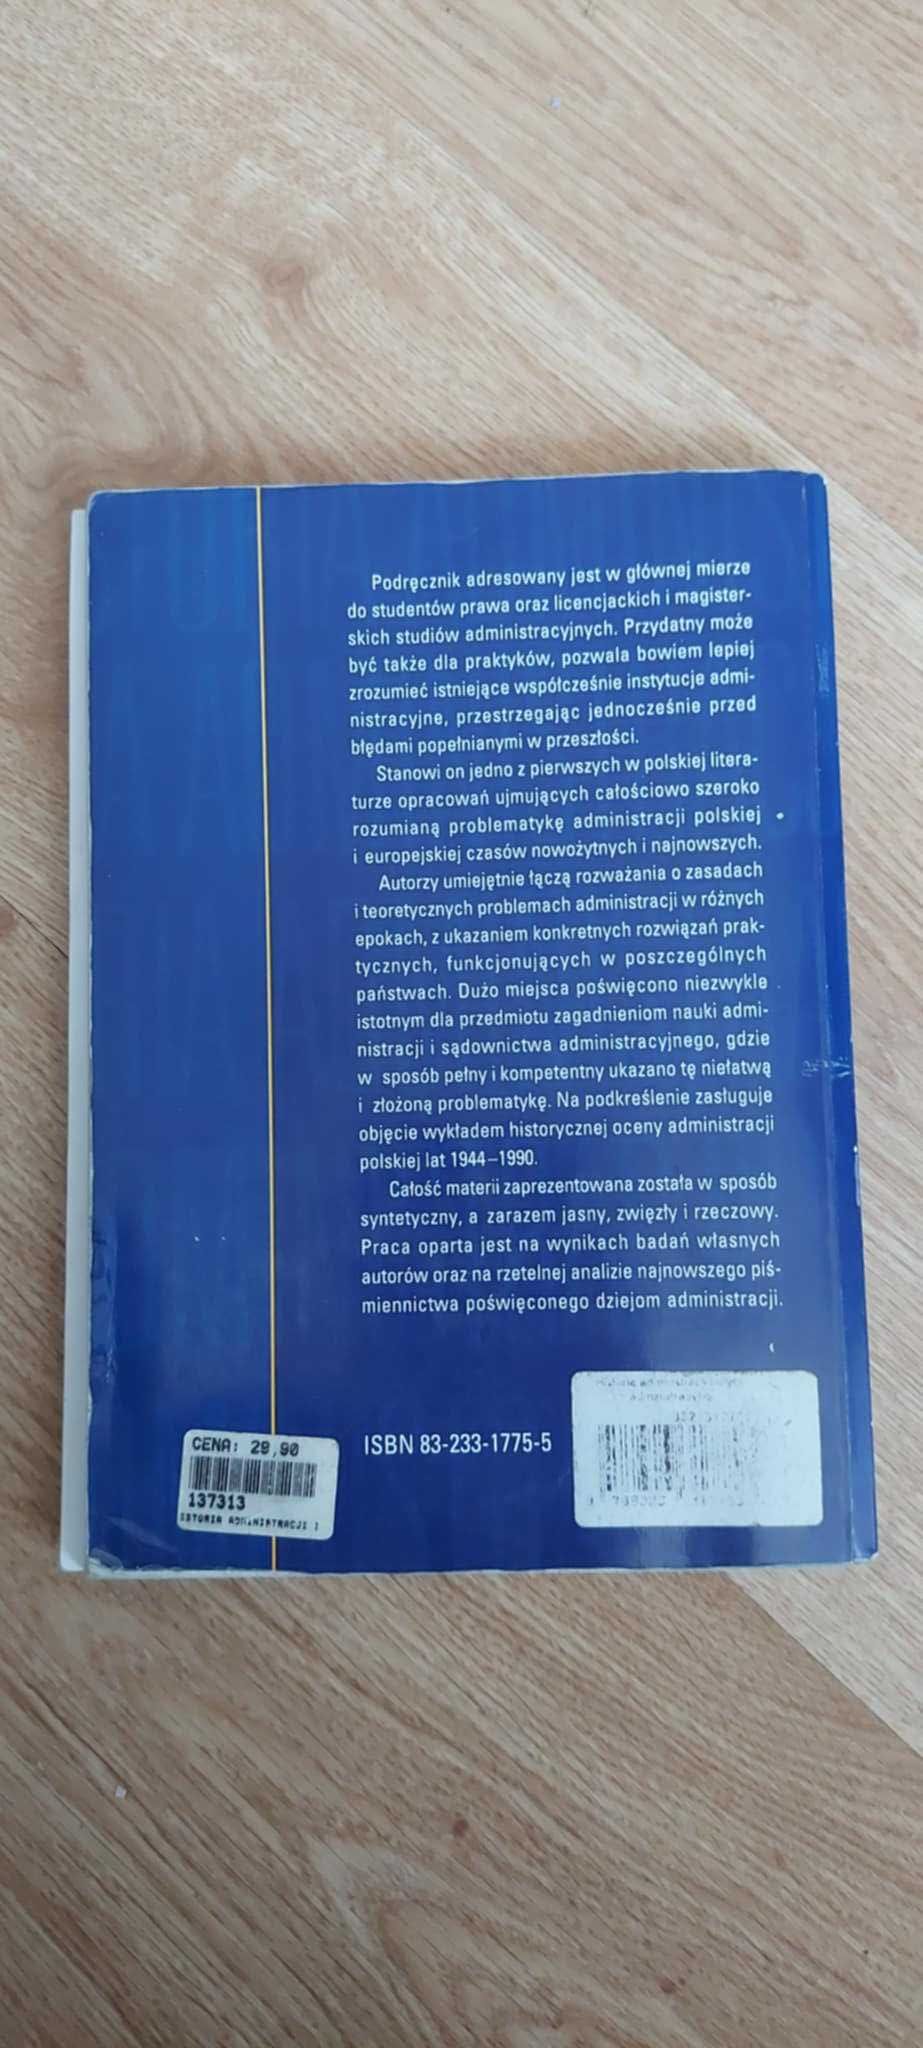 Podręcznik adresowany jest w głównej mierze
do studentów prawa oraz licencjackich i magister-
skich studiów administracyjnych. Przydatny może
być także dla praktyków, pozwala bowiem lepiej
zrozumieć istniejące współcześnie instytucje admi-
nistracyjne, przestrzegając jednocześnie przed
błędami popełnianymi w przeszłości.
Stanowi on jedno z pierwszych w polskiej litera-
turze opracowań ujmujących całościowo szeroko
rozumianą problematykę administracji polskiej
i europejskiej czasów nowożytnych i najnowszych.
Autorzy umiejętnie łączą rozważania o zasadach
i teoretycznych problemach administracji w różnych
epokach, z ukazaniem konkretnych rozwiązań prak-
tycznych, funkcjonujących w poszczególnych
państwach. Dużo miejsca poświęcono niezwykle
istotnym dla przedmiotu zagadnieniom nauki admi-
nistracji i sądownictwa administracyjnego, gdzie
w sposób pełny i kompetentny ukazano tę niełatwą
i złożoną problematykę. Na podkreślenie zasługuje
objęcie wykładem historycznej oceny administracji
polskiej lat 1944–1990.
Całość materii zaprezentowana została w sposób
syntetyczny, a zarazem jasny, zwięzły i rzeczowy.
Praca oparta jest na wynikach badań własnych
autorów oraz na rzetelnej analizie najnowszego piś-
miennictwa poświęconego dziejom administracji.
ISBN 83-233-1775-5
CENA: 29,90
137313
ISTORIA ADMINISTRACJI I